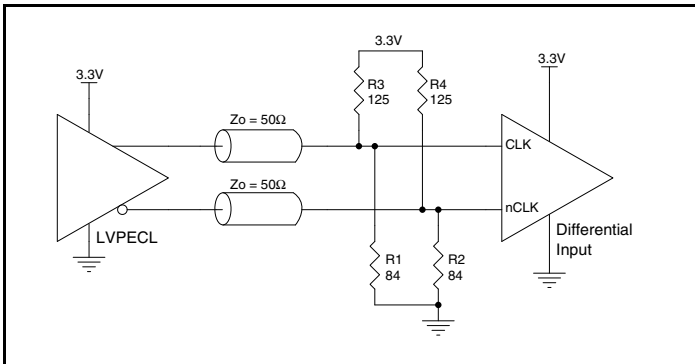 3.3V
3.3V
3.3V
R3
125
R4
125
Zo = 50Ω
CLK
Zo = 50Ω
nCLK
LVPECL
Differential
Input
R1
84
R2
84